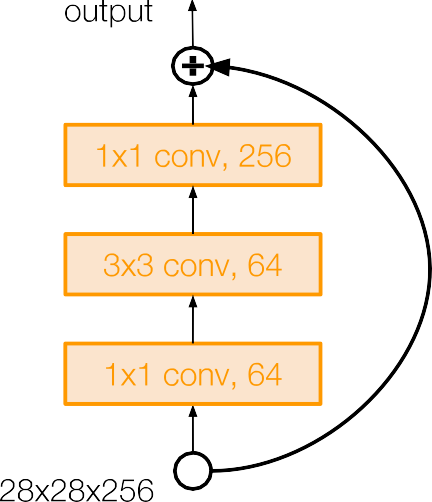 output
÷
1x1 conv, 256
3x3 conv, 64
1x1 conv, 64
28x28x256